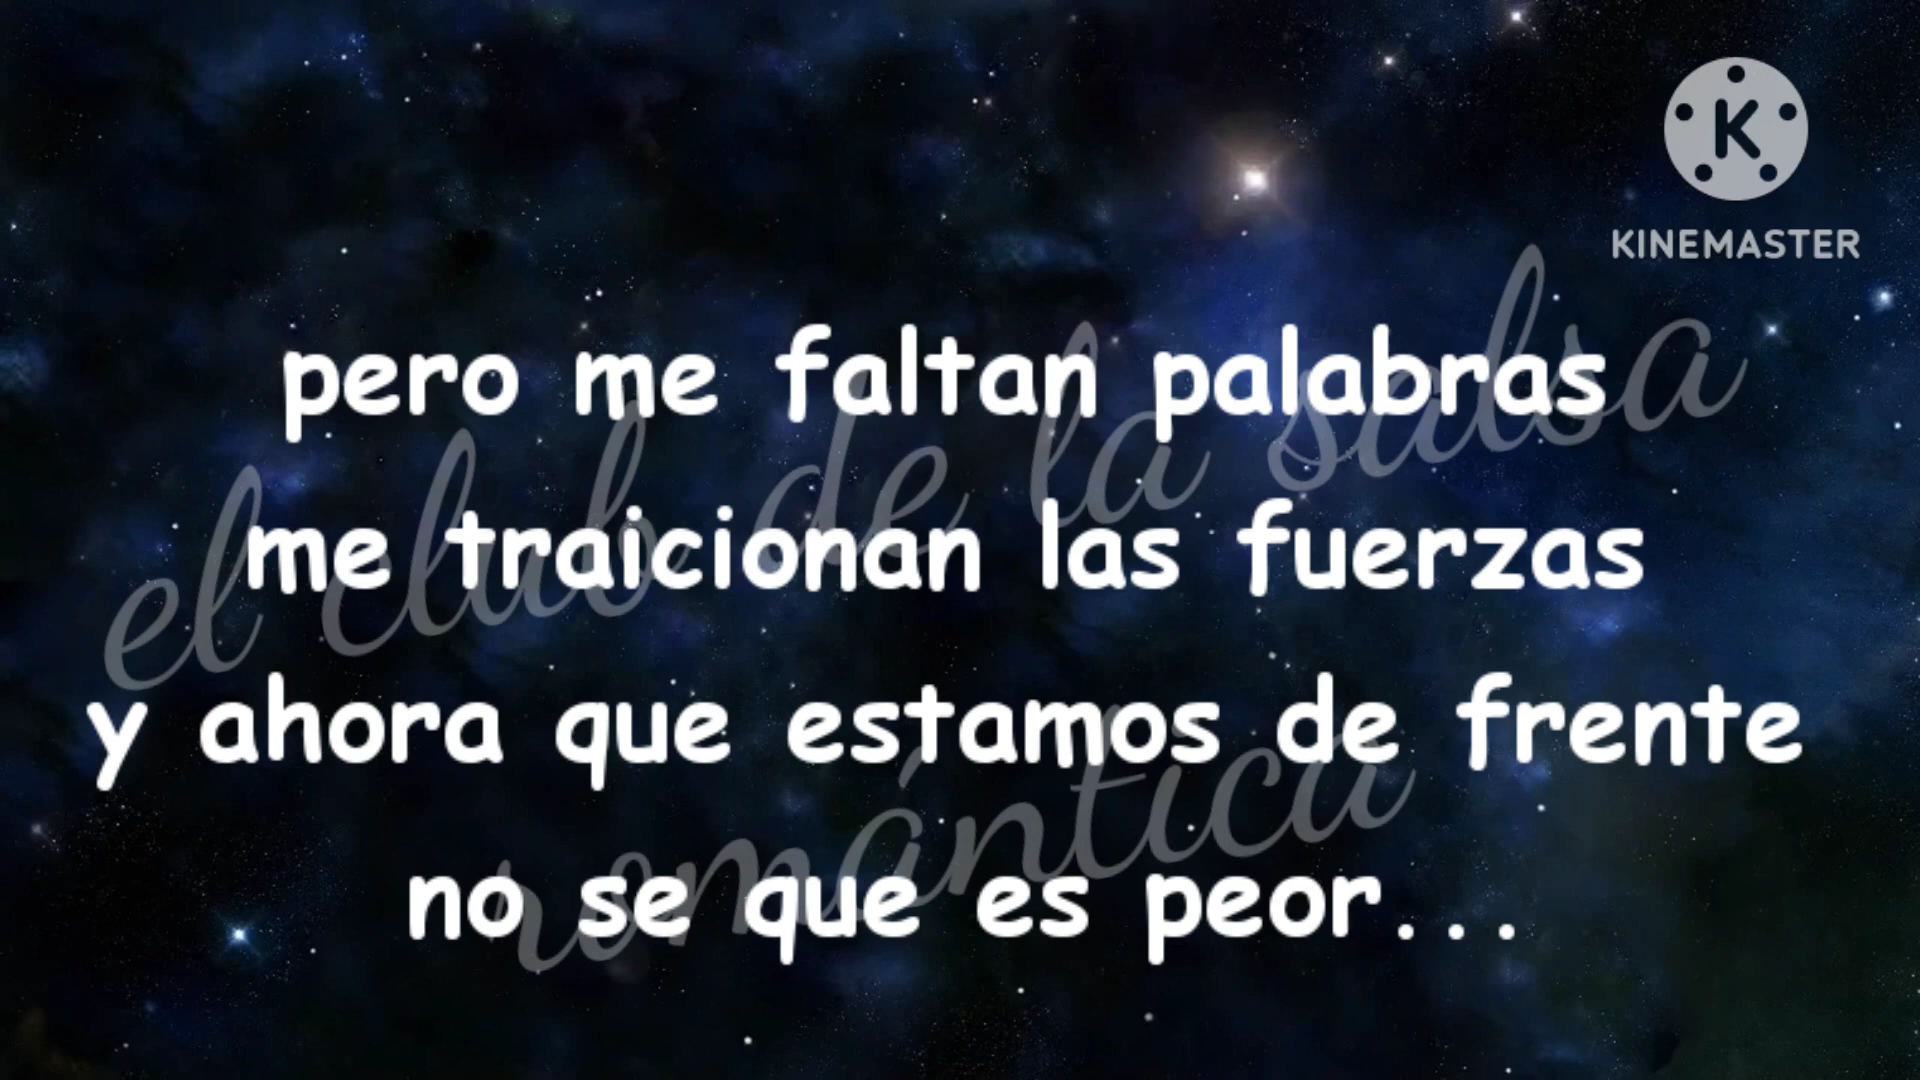 KINEMASTER
pero me faltan palabras
me traicionan las fuerzas
y ahora que estamos de frente
no se que es peor...
el club de la salsa
romántica